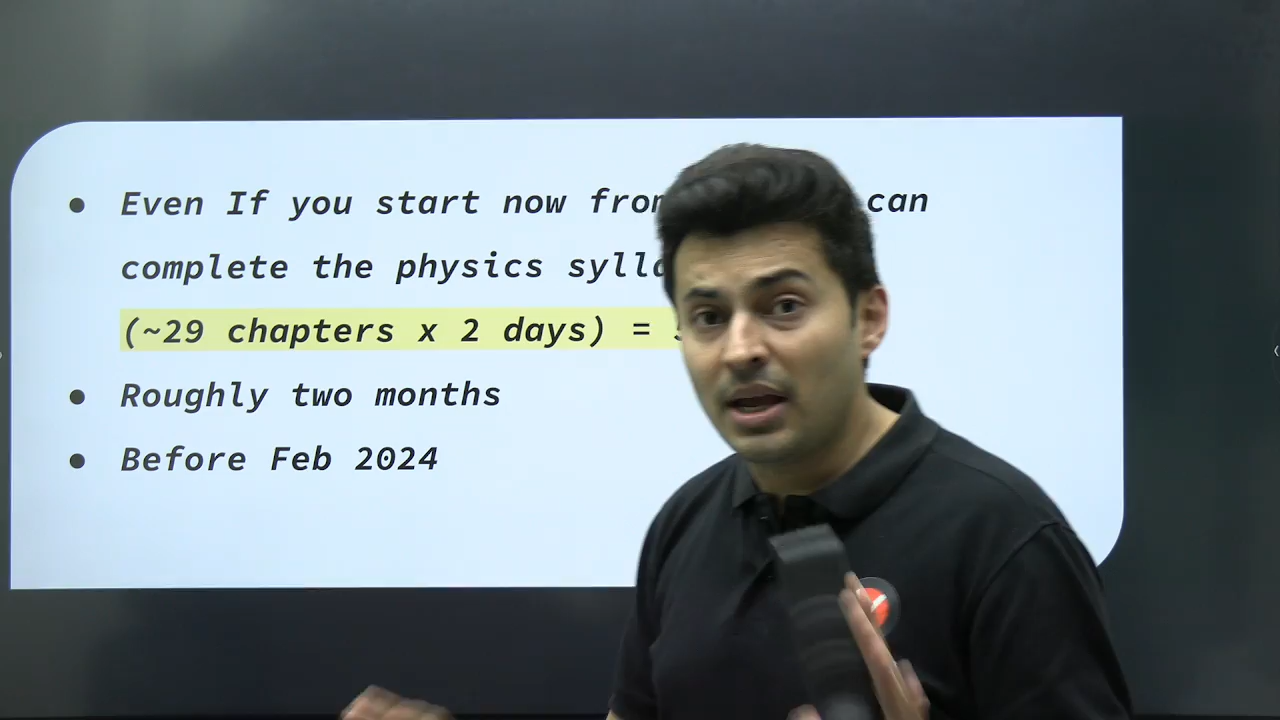 Even If you start now from can
complete the physics
(~29 chapters x 2 days) =
Roughly two months
Before Feb 2024